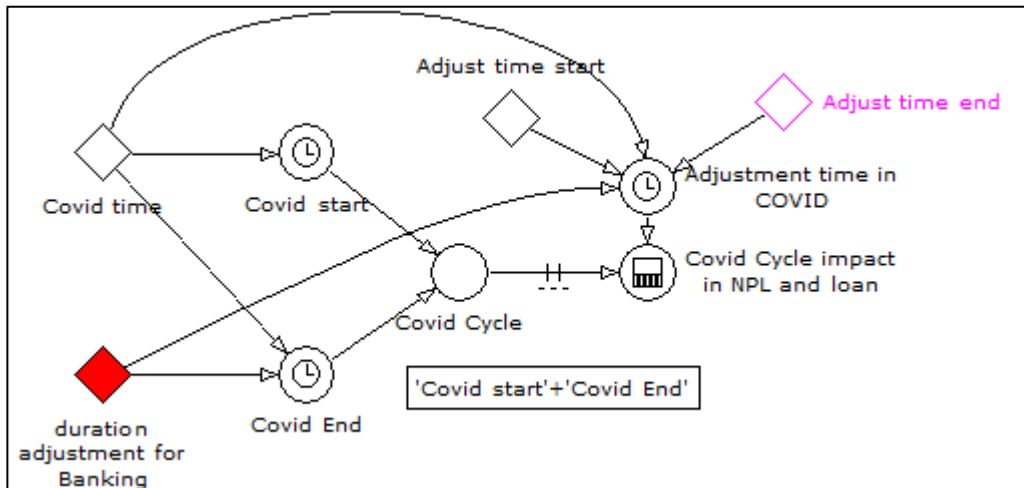 Adjust time start
Adjust time end
Covid time
Covid start
Adjustment time in
COVID
Covid Cycle impact
in NPL and loan
Covid Cycle
'Covid start'+'Covid End'
Covid End
duration
adjustment for
Banking